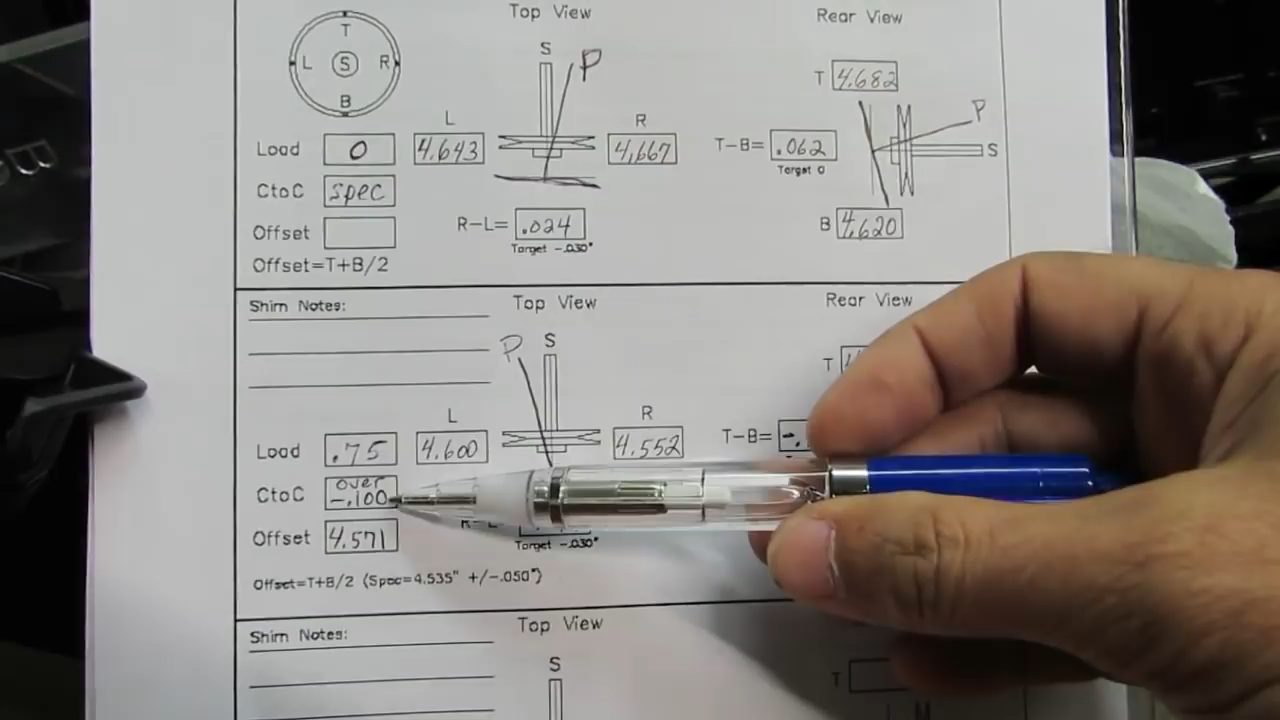 Top View
Rear View
T
L S R
B
S P
T 4.682
P
L
R
Load 0
4.643
4.667
T-B= .062
Target 0
S
CtoC spec
Offset
R-L= .024
Target -.030"
B 4.620
Offset=T+B/2
Shim Notes:
Top View
Rear View
P S
T
L
R
Load .75
4.600
4.552
T-B= -.
CtoC over -.100
Offset 4.571
Target -.030"
Offset=T+B/2 (Spec=4.535" +/-.050")
Shim Notes:
Top View
S
T